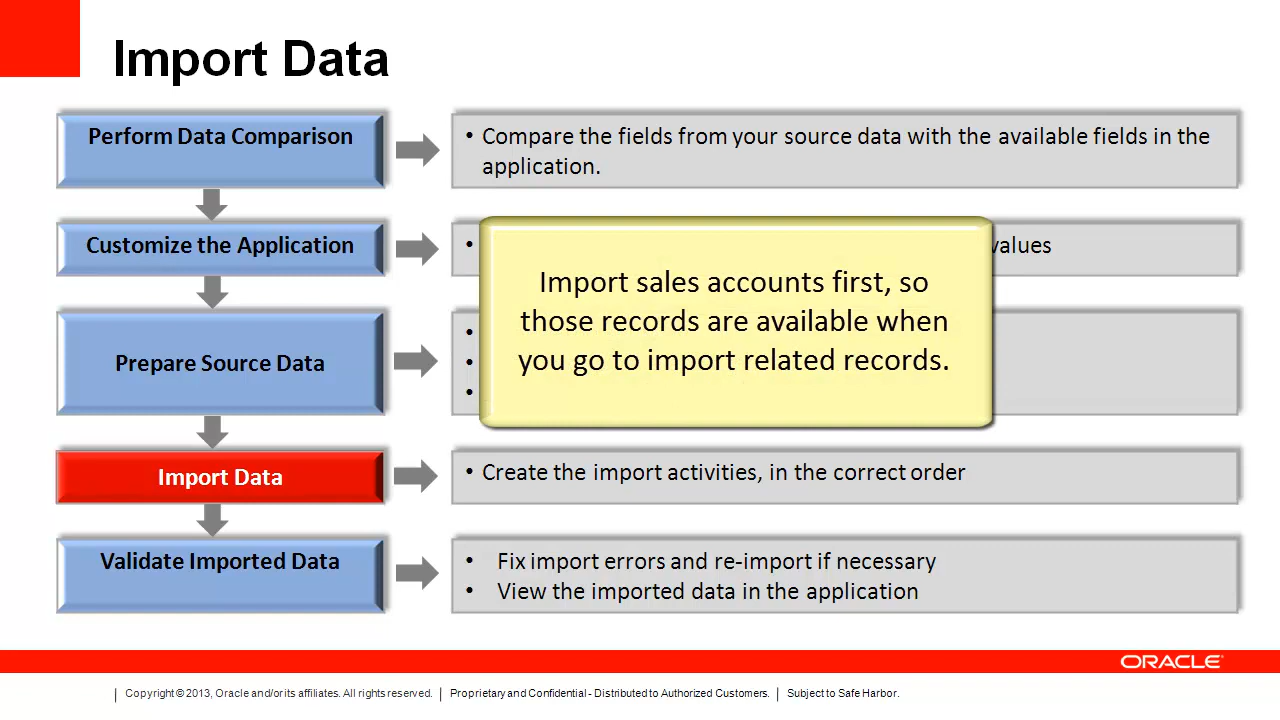 Import Data
Perform Data Comparison
• Compare the fields from your source data with the available fields in the
application.
Customize the Application
•
values
Import sales accounts first, so
those records are available when
you go to import related records.
Prepare Source Data
•
•
•
Import Data
• Create the import activities, in the correct order
Validate Imported Data
• Fix import errors and re-import if necessary
• View the imported data in the application
ORACLE
Copyright © 2013, Oracle and/orits affiliates. All rights reserved. | Proprietary and Confidential - Distributed to Authorized Customers. | Subject to Safe Harbor.